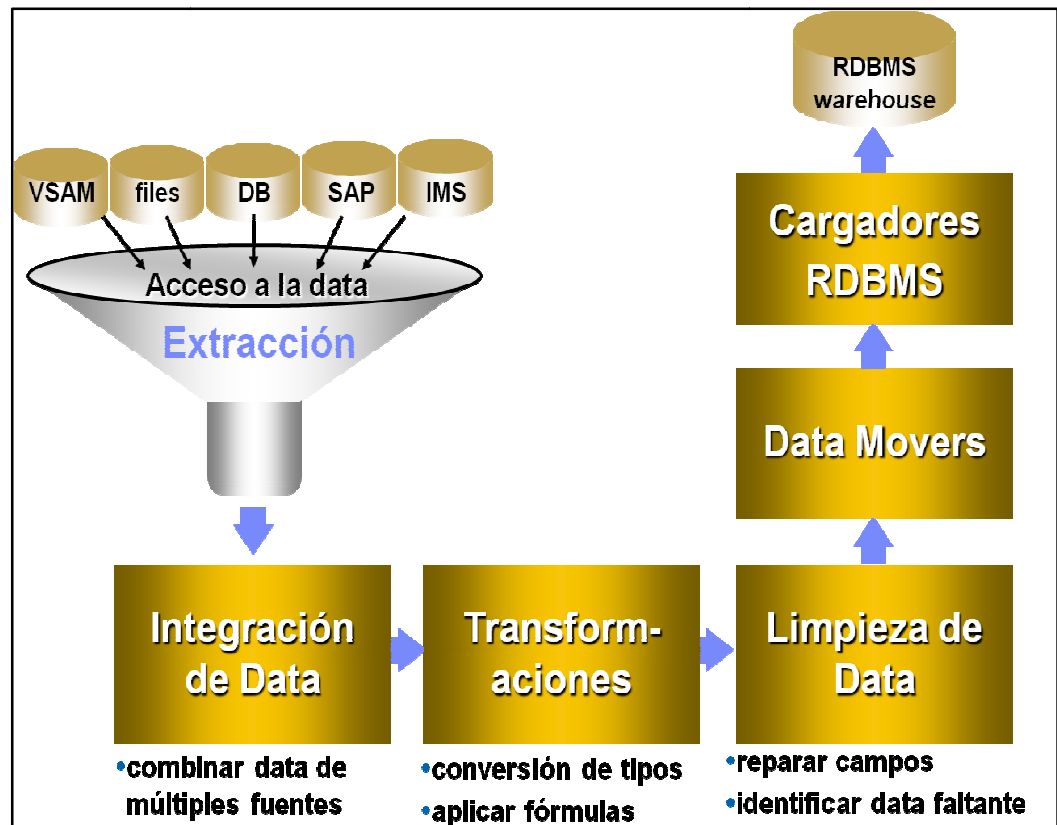 RDBMS
warehouse
VSAM
files
DB
SAP
IMS
Acceso a la data
Extracción
Cargadores
RDBMS
Data Movers
Integración
de Data
Transform-
aciones
Limpieza de
Data
•combinar data de
múltiples fuentes
•conversión de tipos
•aplicar fórmulas
•reparar campos
•identificar data faltante